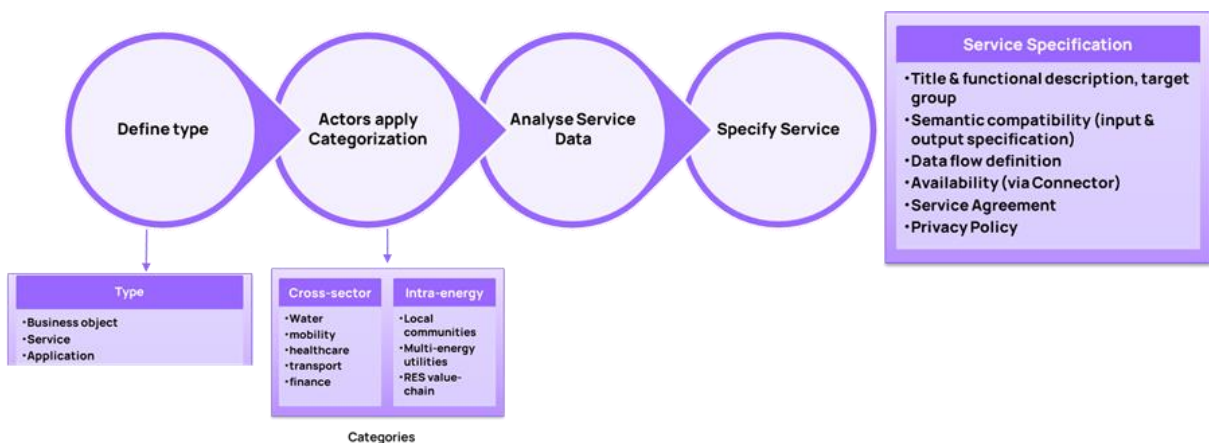 Define type
Actors apply
Categorization
Analyse Service
Data
Specify Service
Service Specification
•Title & functional description, target
group
•Semantic compatibility (input &
output specification)
•Data flow definition
•Availability (via Connector)
•Service Agreement
•Privacy Policy
Type
•Business object
•Service
•Application
Cross-sector
•Water
•mobility
•healthcare
•transport
•finance
Intra-energy
•Local
communities
•Multi-energy
utilities
•RES value-
chain
Categories